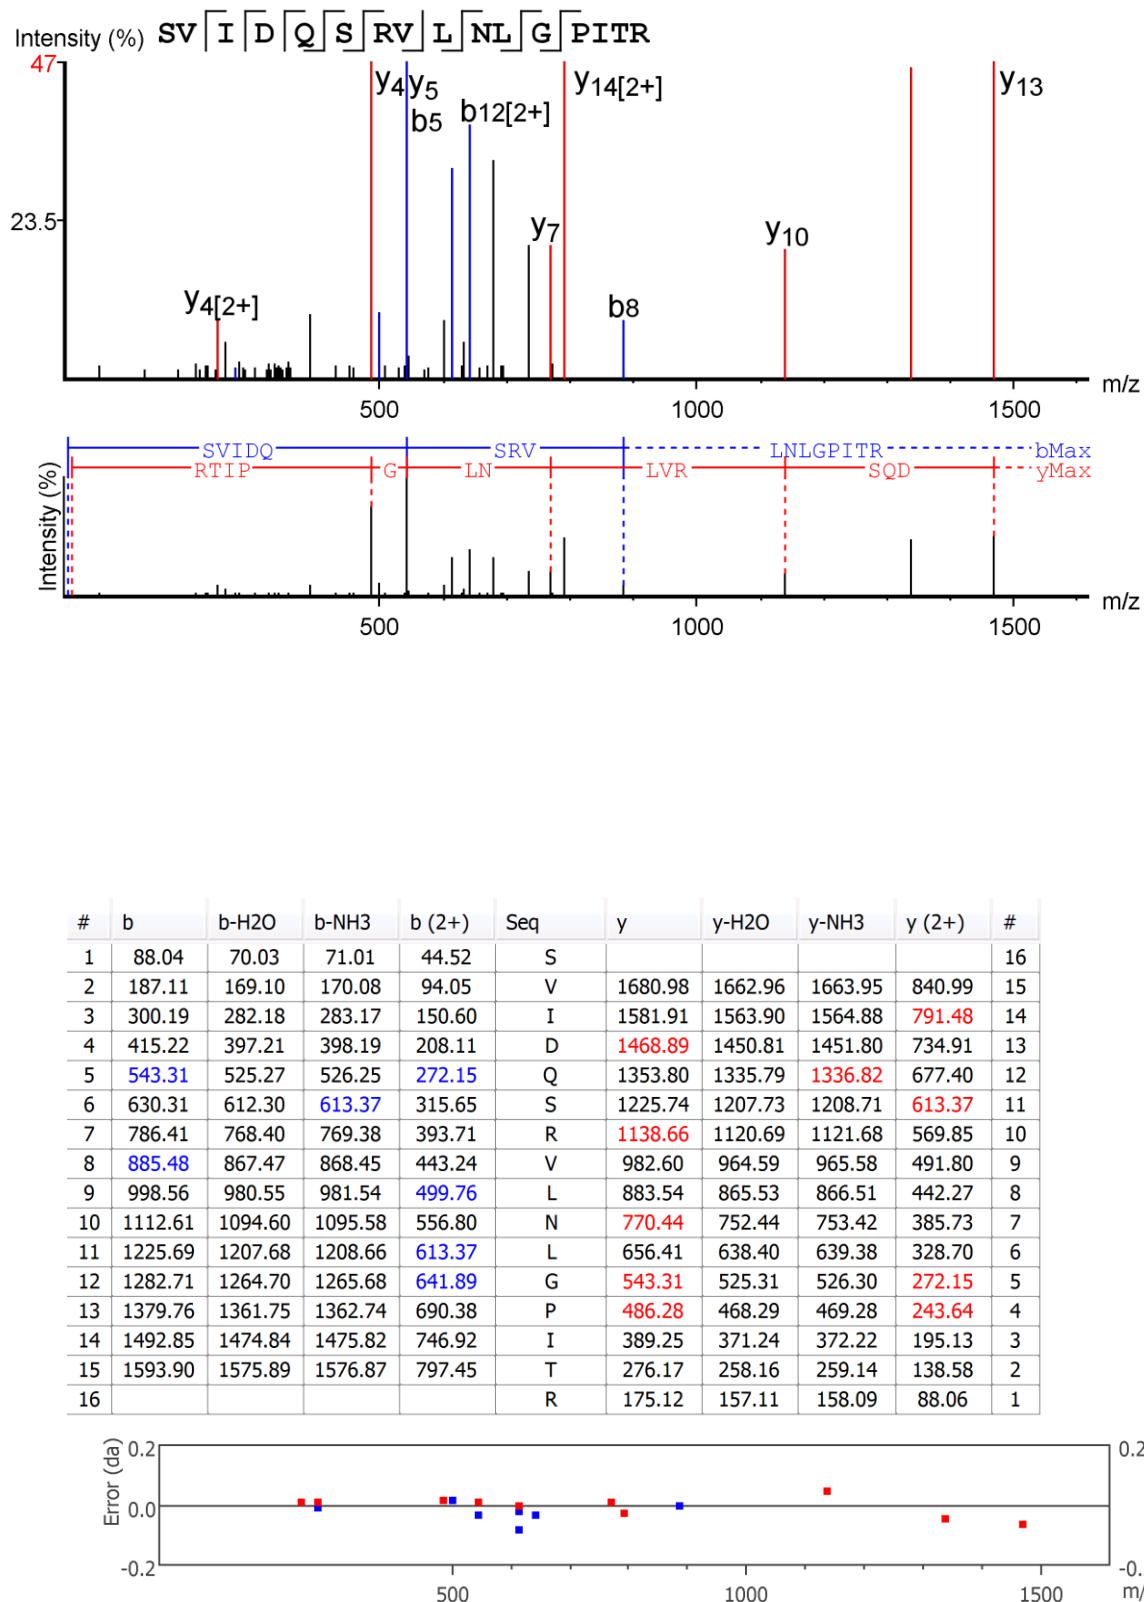 Intensity (%) SVIDQSRVLNLGPITR
47
y4 y5 y14[2+] y13
b5 b12[2+]
23.5
y7 y10
y4[2+] b8
500 1000 1500 m/z
SVIDQ SRV LNLGPITR bMax
RTIP G LN LVR SQD yMax
Intensity (%)
500 1000 1500 m/z
# b b-H2O b-NH3 b (2+) Seq y y-H2O y-NH3 y (2+) #
1 88.04 70.03 71.01 44.52 S 16
2 187.11 169.10 170.08 94.05 V 1680.98 1662.96 1663.95 840.99 15
3 300.19 282.18 283.17 150.60 I 1581.91 1563.90 1564.88 791.48 14
4 415.22 397.21 398.19 208.11 D 1468.89 1450.81 1451.80 734.91 13
5 543.31 525.27 526.25 272.15 Q 1353.80 1335.79 1336.82 677.40 12
6 630.31 612.30 613.37 315.65 S 1225.74 1207.73 1208.71 613.37 11
7 786.41 768.40 769.38 393.71 R 1138.66 1120.69 1121.68 569.85 10
8 885.48 867.47 868.45 443.24 V 982.60 964.59 965.58 491.80 9
9 998.56 980.55 981.54 499.76 L 883.54 865.53 866.51 442.27 8
10 1112.61 1094.60 1095.58 556.80 N 770.44 752.44 753.42 385.73 7
11 1225.69 1207.68 1208.66 613.37 L 656.41 638.40 639.38 328.70 6
12 1282.71 1264.70 1265.68 641.89 G 543.31 525.31 526.30 272.15 5
13 1379.76 1361.75 1362.74 690.38 P 486.28 468.29 469.28 243.64 4
14 1492.85 1474.84 1475.82 746.92 I 389.25 371.24 372.22 195.13 3
15 1593.90 1575.89 1576.87 797.45 T 276.17 258.16 259.14 138.58 2
16 R 175.12 157.11 158.09 88.06 1
Error (da)
0.2 0.2
0.0 0.0
-0.2 -0.
500 1000 1500 m/